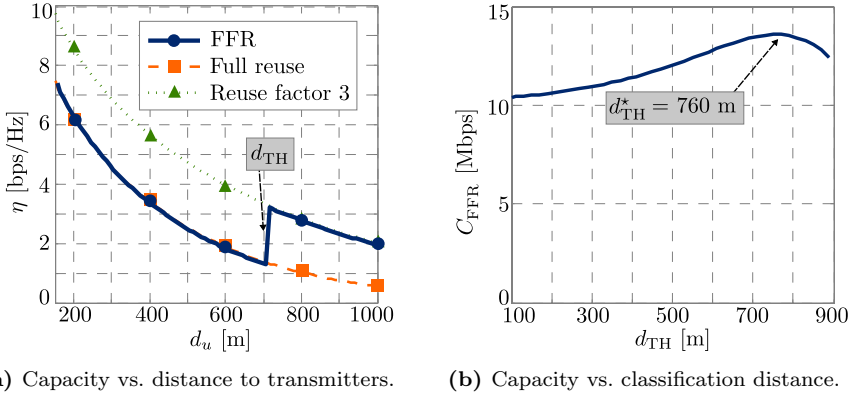 10
8
6
4
2
0
η [bps/Hz]
FFR
Full reuse
Reuse factor 3
d_TH
200 400 600 800 1000
d_u [m]
a) Capacity vs. distance to transmitters.
15
10
5
0
C_FFR [Mbps]
d*_TH = 760 m
100 300 500 700 900
d_TH [m]
(b) Capacity vs. classification distance.